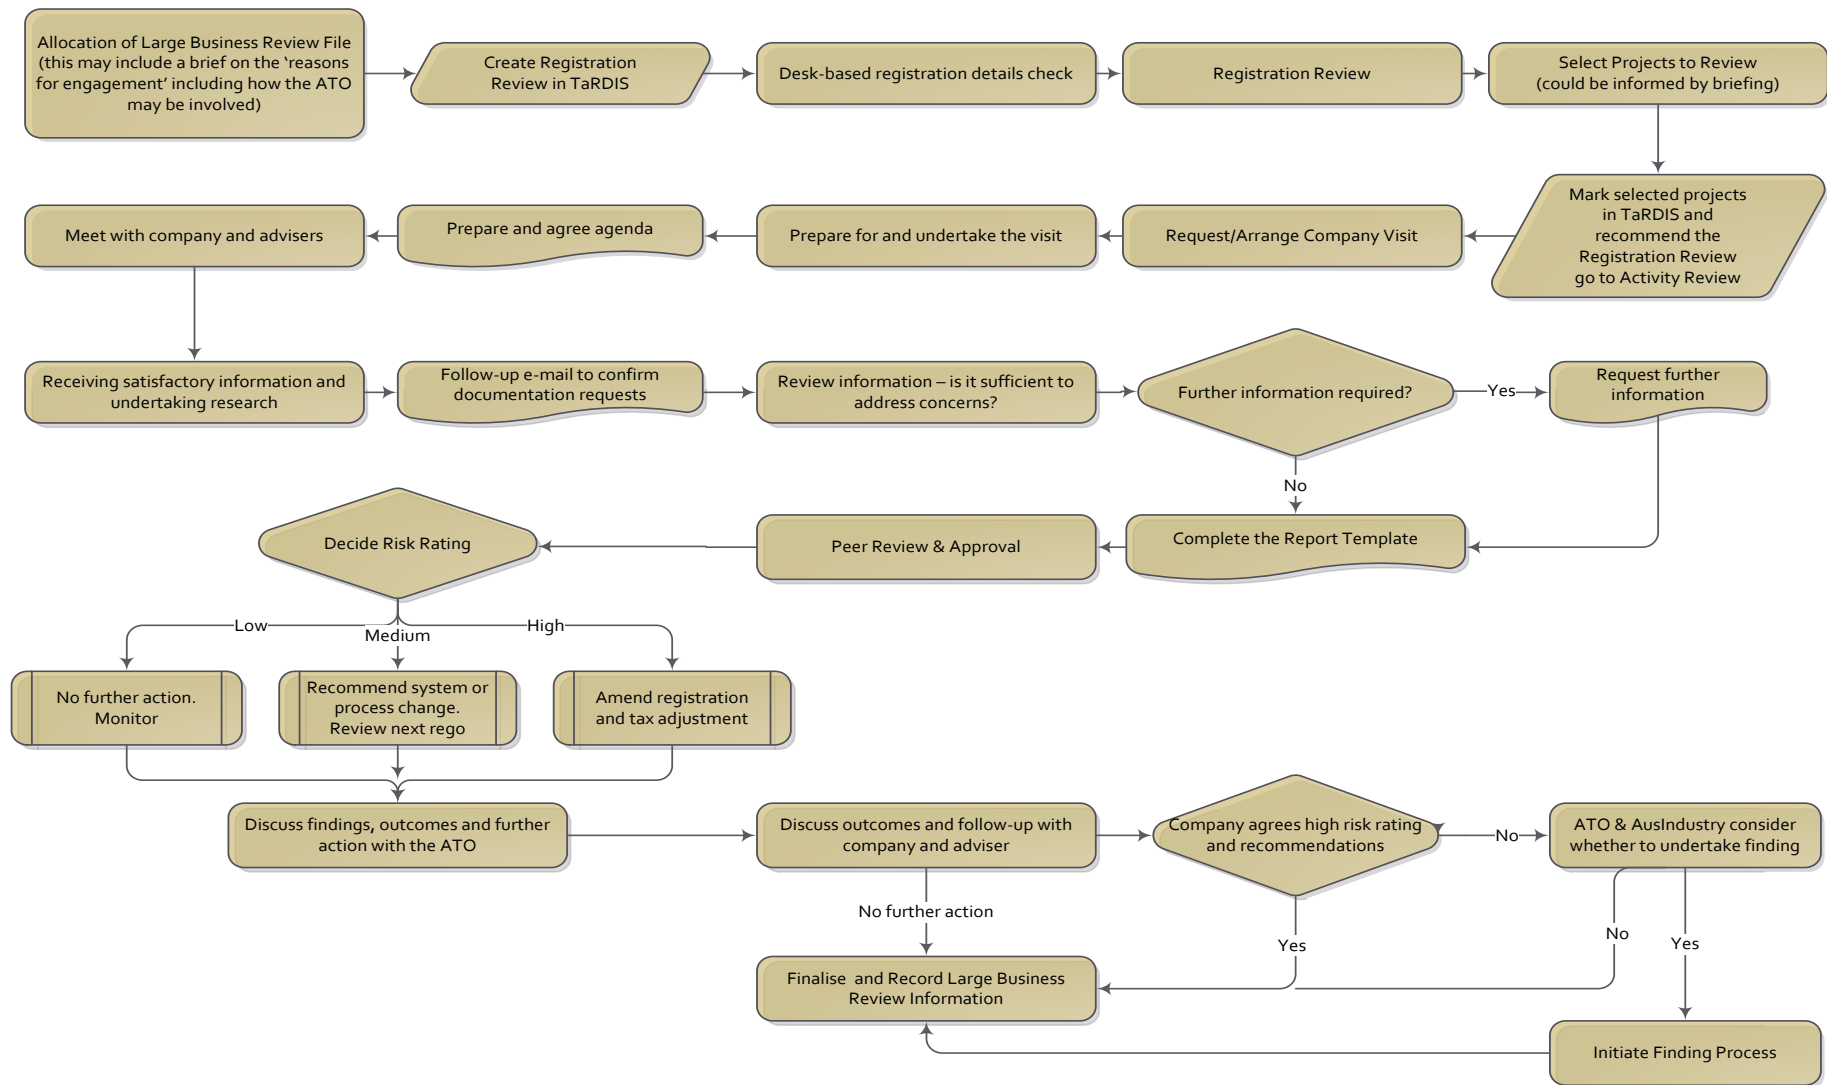 Allocation of Large Business Review File
(this may include a brief on the ‘reasons
for engagement’ including how the ATO
may be involved)
Create Registration
Review in TaRDIS
Desk-based registration details check
Registration Review
Select Projects to Review
(could be informed by briefing)
Mark selected projects
in TaRDIS and
recommend the
Registration Review
go to Activity Review
Request/Arrange Company Visit
Prepare for and undertake the visit
Prepare and agree agenda
Meet with company and advisers
Receiving satisfactory information and
undertaking research
Follow-up e-mail to confirm
documentation requests
Review information – is it sufficient to
address concerns?
Further information required?
Yes
Request further
information
No
Complete the Report Template
Peer Review & Approval
Decide Risk Rating
Low
Medium
High
No further action.
Monitor
Recommend system or
process change.
Review next rego
Amend registration
and tax adjustment
Discuss findings, outcomes and further
action with the ATO
Discuss outcomes and follow-up with
company and adviser
Company agrees high risk rating
and recommendations
No
ATO & AusIndustry consider
whether to undertake finding
No further action
Yes
No
Yes
Finalise  and Record Large Business
Review Information
Initiate Finding Process